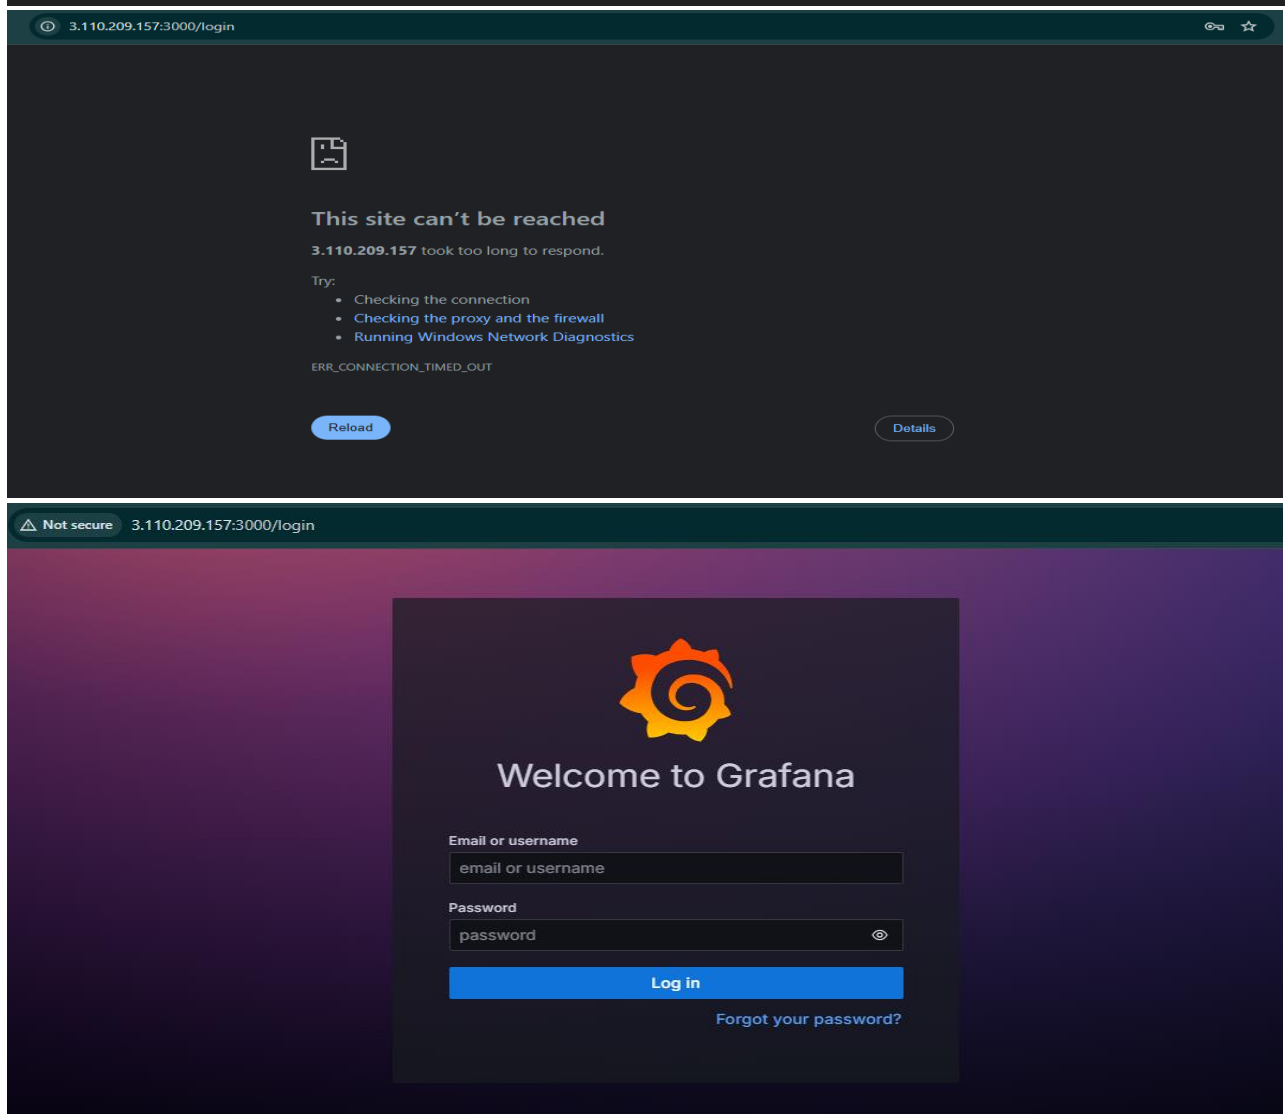 3.110.209.157:3000/login
This site can't be reached
3.110.209.157 took too long to respond.
Try:
• Checking the connection
• Checking the proxy and the firewall
• Running Windows Network Diagnostics
ERR_CONNECTION_TIMED_OUT
Reload Details
Not secure 3.110.209.157:3000/login
Welcome to Grafana
Email or username
email or username
Password
password
Log in
Forgot your password?